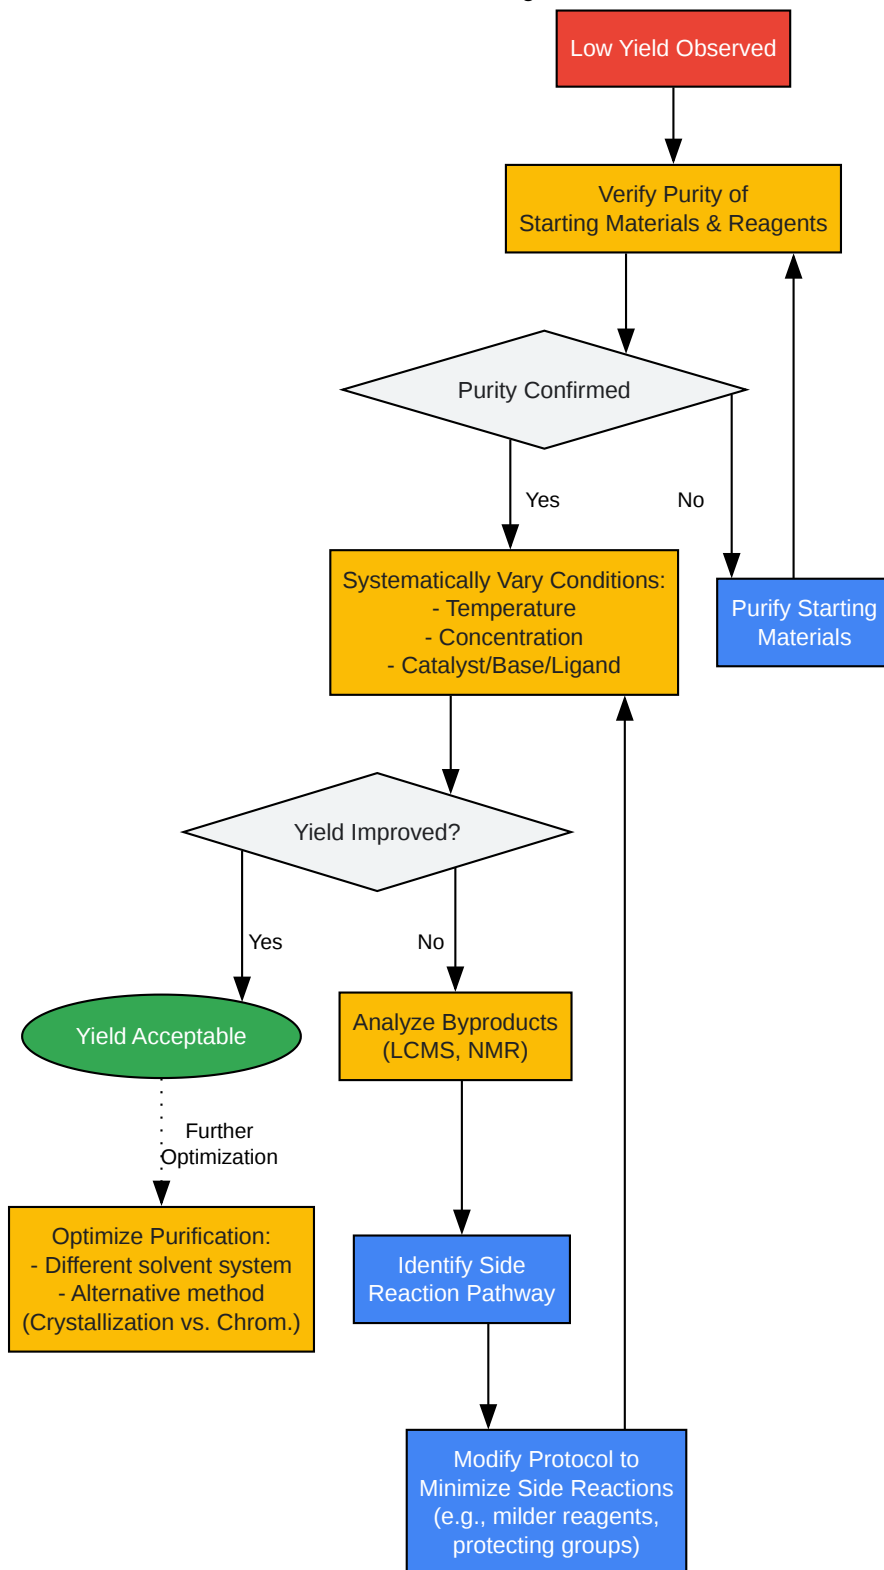 Low Yield Observed
Verify Purity of
Starting Materials & Reagents
Purity Confirmed
Yes
No
Systematically Vary Conditions:
- Temperature
- Concentration
- Catalyst/Base/Ligand
Purify Starting
Materials
Yield Improved?
Yes
No
Yield Acceptable
Analyze Byproducts
(LCMS, NMR)
Further
Optimization
Optimize Purification:
- Different solvent system
- Alternative method
(Crystallization vs. Chrom.)
Identify Side
Reaction Pathway
Modify Protocol to
Minimize Side Reactions
(e.g., milder reagents,
protecting groups)